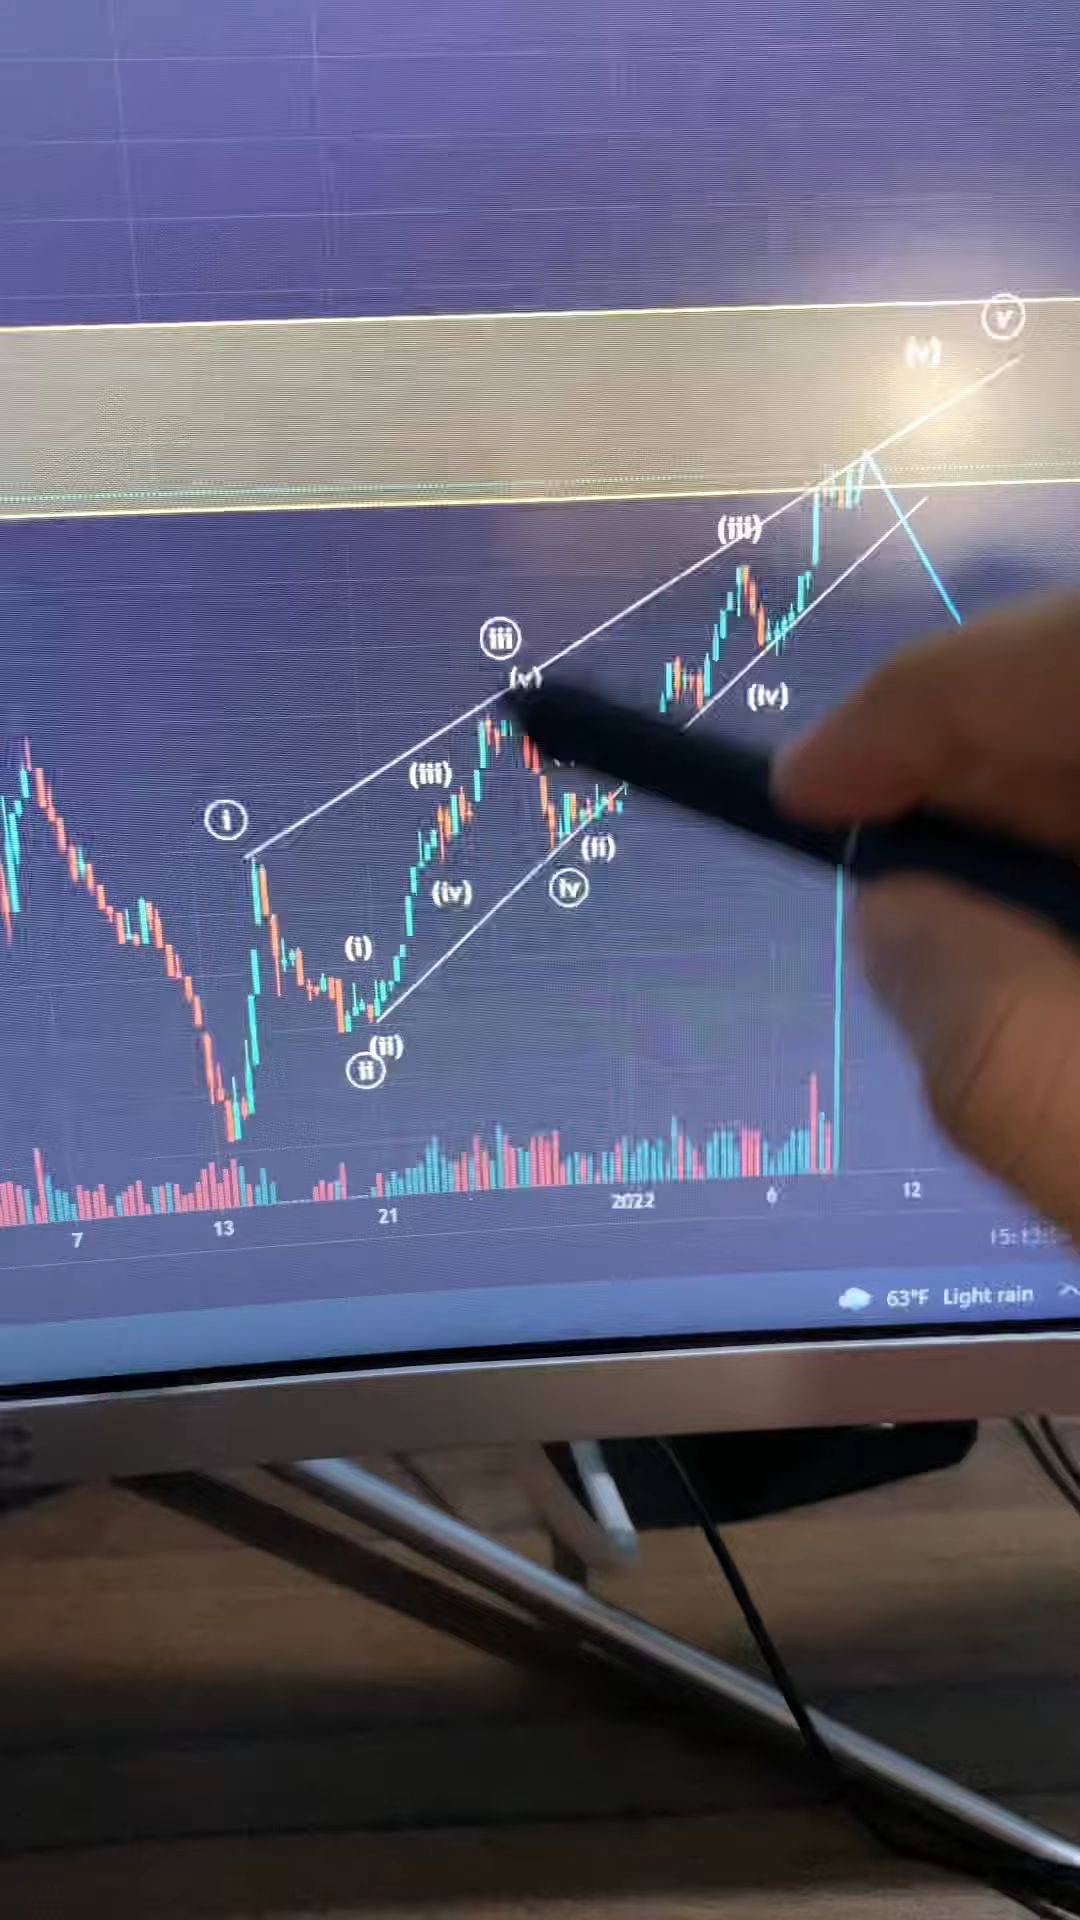 v
(v)
(iii)
iii
(v)
(iv)
(iii)
i
(ii)
iv
(iv)
(i)
(ii)
ii
7
13
21
2022
6
12
63°F Light rain